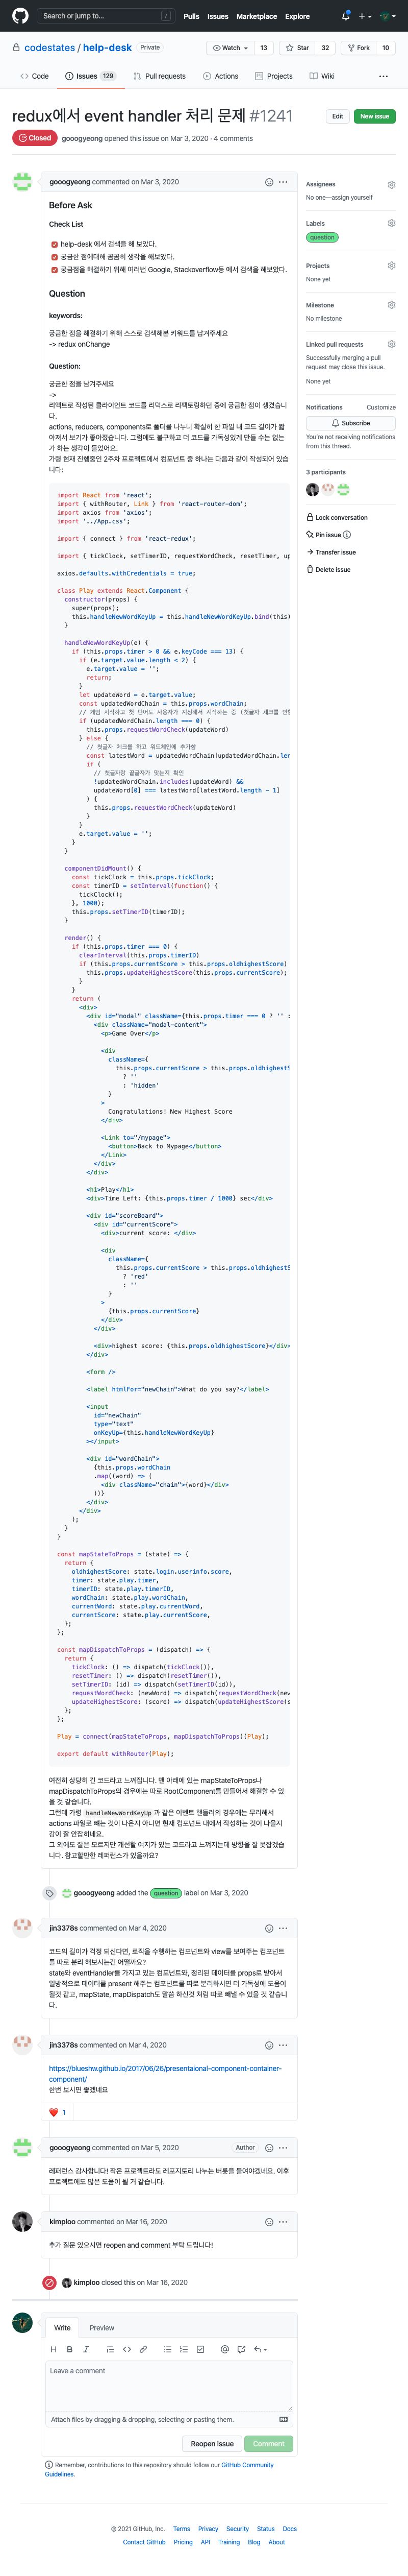 Search or jump to...
/
Pulls Issues Marketplace Explore
codestates / help-desk Private
Watch 13 Star 32 Fork 10
Code Issues 129 Pull requests Actions Projects Wiki
redux에서 event handler 처리 문제 #1241
Edit New issue
Closed gooogyeong opened this issue on Mar 3, 2020 · 4 comments
gooogyeong commented on Mar 3, 2020
Before Ask
Check List
help-desk 에서 검색을 해 보았다.
궁금한 점에대해 곰곰히 생각을 해보았다.
궁금점을 해결하기 위해 여러번 Google, Stackoverflow등 에서 검색을 해보았다.
Question
keywords:
궁금한 점을 해결하기 위해 스스로 검색해본 키워드를 남겨주세요
-> redux onChange
Question:
궁금한 점을 남겨주세요
->
리액트로 작성된 클라이언트 코드를 리덕스로 리팩토링하던 중에 궁금한 점이 생겼습니
다.
actions, reducers, components로 폴더를 나누니 확실히 한 파일 내 코드 길이가 짧
아져서 보기가 좋아졌습니다. 그럼에도 불구하고 더 코드를 가독성있게 만들 수는 없는
가 하는 생각이 들었어요.
가령 현재 진행중인 2주차 프로젝트에서 컴포넌트 중 하나는 다음과 같이 작성되어 있습
니다:
import React from 'react';
import { withRouter, Link } from 'react-router-dom';
import axios from 'axios';
import '../App.css';
import { connect } from 'react-redux';
import { tickClock, setTimerID, requestWordCheck, resetTimer, up
axios.defaults.withCredentials = true;
class Play extends React.Component {
constructor(props) {
super(props);
this.handleNewWordKeyUp = this.handleNewWordKeyUp.bind(this)
}
handleNewWordKeyUp(e) {
if (this.props.timer > 0 && e.keyCode === 13) {
if (e.target.value.length < 2) {
e.target.value = '';
return;
}
let updateWord = e.target.value;
const updatedWordChain = this.props.wordChain;
// 게임 시작하고 첫 단어도 사용자가 지정해서 시작하는 중 (첫글자 체크를 안
if (updatedWordChain.length === 0) {
this.props.requestWordCheck(updateWord)
} else {
// 첫글자 체크를 하고 워드체인에 추가함
const latestWord = updatedWordChain[updatedWordChain.len
if (
// 첫글자랑 끝글자가 맞는지 확인
!updatedWordChain.includes(updateWord) &&
updateWord[0] === latestWord[latestWord.length - 1]
) {
this.props.requestWordCheck(updateWord)
}
}
e.target.value = '';
}
}
componentDidMount() {
const tickClock = this.props.tickClock;
const timerID = setInterval(function() {
tickClock();
}, 1000);
this.props.setTimerID(timerID);
}
render() {
if (this.props.timer === 0) {
clearInterval(this.props.timerID)
if (this.props.currentScore > this.props.oldhighestScore)
this.props.updateHighestScore(this.props.currentScore);
}
}
return (
<div>
<div id="modal" className={this.props.timer === 0 ? '' :
<div className="modal-content">
<p>Game Over</p>
<div
className={
this.props.currentScore > this.props.oldhighestS
? ''
: 'hidden'
}
>
Congratulations! New Highest Score
</div>
<Link to="/mypage">
<button>Back to Mypage</button>
</Link>
</div>
</div>
<h1>Play</h1>
<div>Time Left: {this.props.timer / 1000} sec</div>
<div id="scoreBoard">
<div id="currentScore">
<div>current score: </div>
<div
className={
this.props.currentScore > this.props.oldhighestS
? 'red'
: ''
}
>
{this.props.currentScore}
</div>
</div>
<div>highest score: {this.props.oldhighestScore}</div>
</div>
<form />
<label htmlFor="newChain">What do you say?</label>
<input
id="newChain"
type="text"
onKeyUp={this.handleNewWordKeyUp}
></input>
<div id="wordChain">
{this.props.wordChain
.map((word) => (
<div className="chain">{word}</div>
))}
</div>
</div>
);
}
}
const mapStateToProps = (state) => {
return {
oldhighestScore: state.login.userinfo.score,
timer: state.play.timer,
timerID: state.play.timerID,
wordChain: state.play.wordChain,
currentWord: state.play.currentWord,
currentScore: state.play.currentScore,
};
};
const mapDispatchToProps = (dispatch) => {
return {
tickClock: () => dispatch(tickClock()),
resetTimer: () => dispatch(resetTimer()),
setTimerID: (id) => dispatch(setTimerID(id)),
requestWordCheck: (newWord) => dispatch(requestWordCheck(new
updateHighestScore: (score) => dispatch(updateHighestScore(s
};
};
Play = connect(mapStateToProps, mapDispatchToProps)(Play);
export default withRouter(Play);
여전히 상당히 긴 코드라고 느껴집니다. 맨 아래에 있는 mapStateToProps나
mapDispatchToProps의 경우에는 따로 RootComponent를 만들어서 해결할 수 있
을 것 같습니다.
그런데 가령 handleNewWordKeyUp 과 같은 이벤트 핸들러의 경우에는 무리해서
actions 파일로 빼는 것이 나은지 아니면 현재 컴포넌트 내에서 작성하는 것이 나을지
감이 잘 안잡히네요.
그 외에도 잘은 모르지만 개선할 여지가 있는 코드라고 느껴지는데 방향을 잘 못잡겠습
니다. 참고할만한 레퍼런스가 있을까요?
gooogyeong added the question label on Mar 3, 2020
jin3378s commented on Mar 4, 2020
코드의 길이가 걱정 되신다면, 로직을 수행하는 컴포넌트와 view를 보여주는 컴포넌트
를 따로 분리 해보시는건 어떨까요?
state와 eventHandler를 가지고 있는 컴포넌트와, 정리된 데이터를 props로 받아서
일방적으로 데이터를 present 해주는 컴포넌트를 따로 분리하시면 더 가독성에 도움이
될것 같고, mapState, mapDispatch도 말씀 하신것 처럼 따로 빼낼 수 있을 것 같습니
다.
jin3378s commented on Mar 4, 2020
https://blueshw.github.io/2017/06/26/presentaional-component-container-
component/
한번 보시면 좋겠네요
1
gooogyeong commented on Mar 5, 2020 Author
레퍼런스 감사합니다! 작은 프로젝트라도 레포지토리 나누는 버릇을 들여야겠네요. 이후
프로젝트에도 많은 도움이 될 거 같습니다.
kimploo commented on Mar 16, 2020
추가 질문 있으시면 reopen and comment 부탁 드립니다!
kimploo closed this on Mar 16, 2020
Write Preview
Leave a comment
Attach files by dragging & dropping, selecting or pasting them.
Reopen issue Comment
Remember, contributions to this repository should follow our GitHub Community
Guidelines.
Assignees
No one—assign yourself
Labels
question
Projects
None yet
Milestone
No milestone
Linked pull requests
Successfully merging a pull
request may close this issue.
None yet
Notifications Customize
Subscribe
You're not receiving notifications
from this thread.
3 participants
Lock conversation
Pin issue
Transfer issue
Delete issue
© 2021 GitHub, Inc. Terms Privacy Security Status Docs
Contact GitHub Pricing API Training Blog About